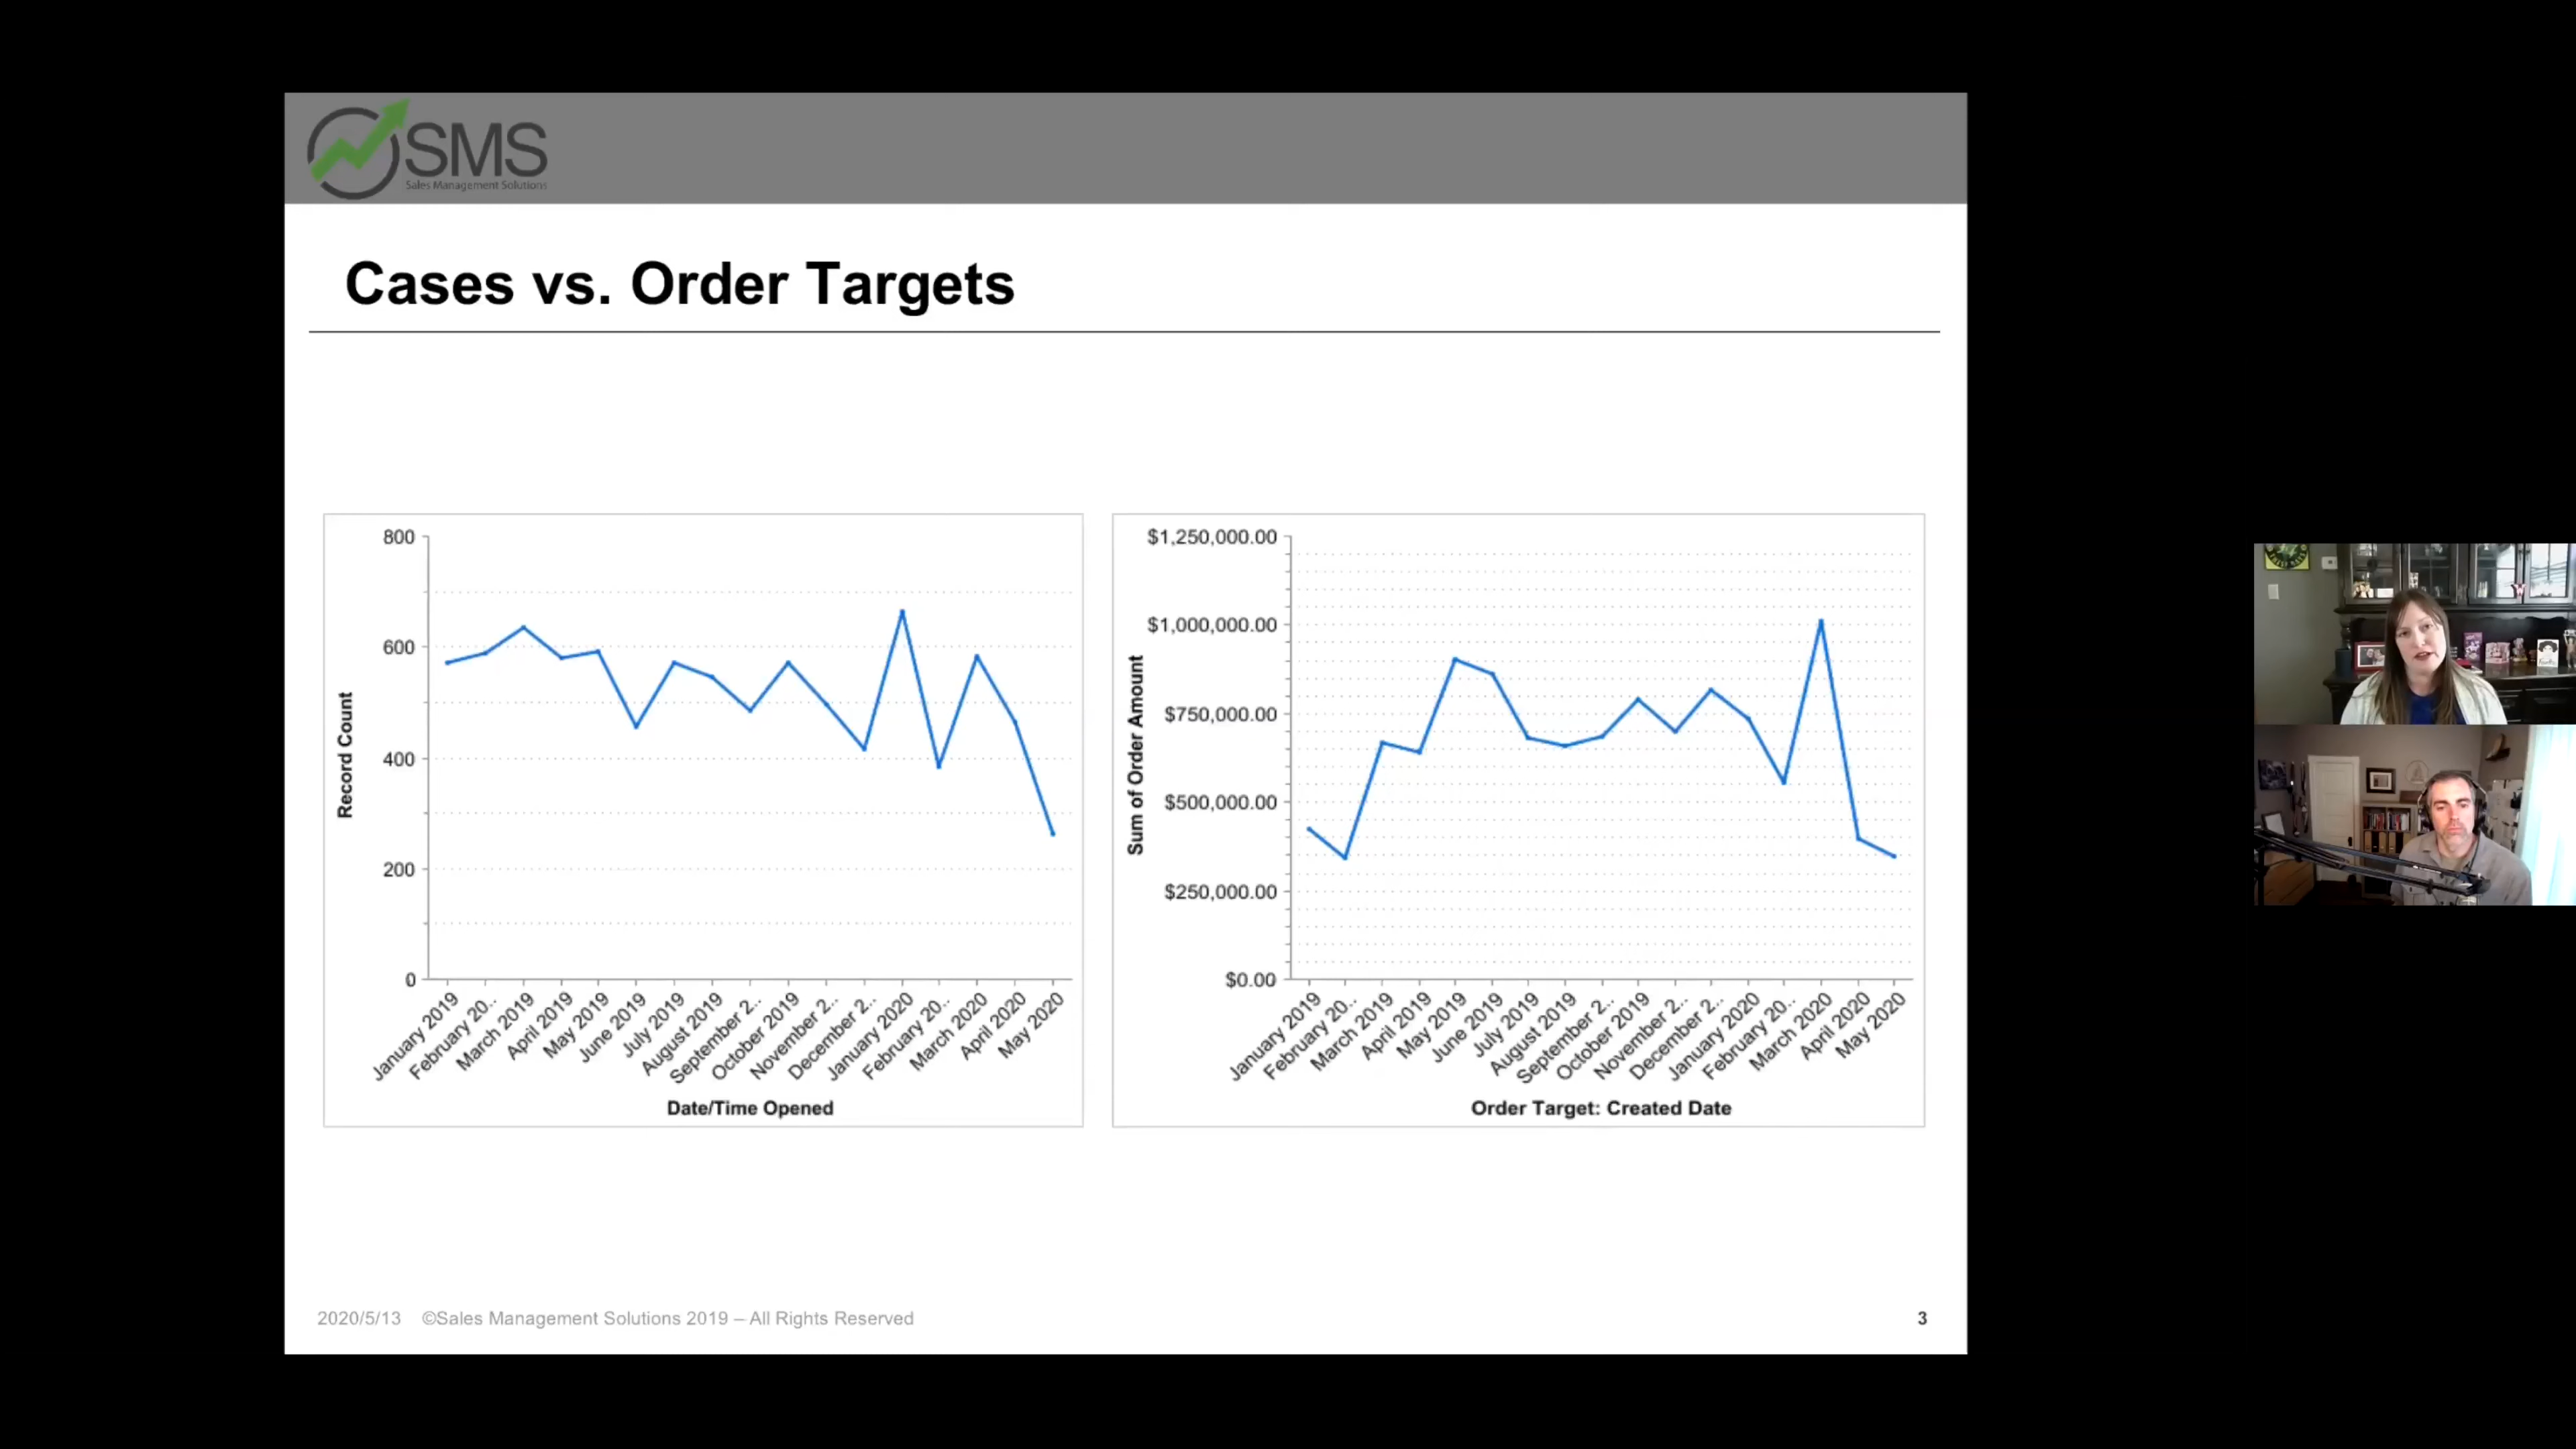 SMS
Sales Management Solutions
Cases vs. Order Targets
800
600
400
200
0
Record Count
January 2019
February 20..
March 2019
April 2019
May 2019
June 2019
July 2019
August 2019
September 2..
October 2019
November 2..
December 2..
January 2020
February 20..
March 2020
April 2020
May 2020
Date/Time Opened
$1,250,000.00
$1,000,000.00
$750,000.00
$500,000.00
$250,000.00
$0.00
Sum of Order Amount
January 2019
February 20..
March 2019
April 2019
May 2019
June 2019
July 2019
August 2019
September 2..
October 2019
November 2..
December 2..
January 2020
February 20..
March 2020
April 2020
May 2020
Order Target: Created Date
2020/5/13 ©Sales Management Solutions 2019 – All Rights Reserved
3